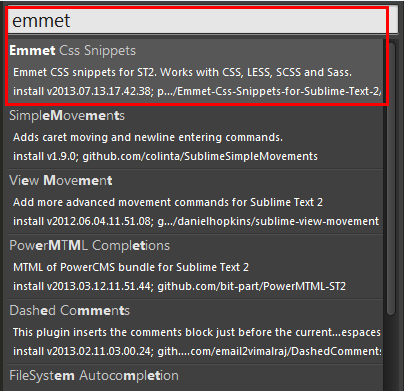 emmet
Emmet Css Snippets
Emmet CSS snippets for ST2. Works with CSS, LESS, SCSS and Sass.
install v2013.07.13.17.42.38; p.../Emmet-Css-Snippets-for-Sublime-Text-2/
SimpleMovements
Adds caret moving and newline entering commands.
install v1.9.0; github.com/colinta/SublimeSimpleMovements
View Movement
Add more advanced movement commands for Sublime Text 2
install v2012.06.04.11.51.08; g.../danielhopkins/sublime-view-movement
PowerMTML Completions
MTML of PowerCMS bundle for Sublime Text 2
install v2013.03.12.11.51.44; github.com/bit-part/PowerMTML-ST2
Dashed Comments
This plugin inserts the comments block just before the current...espaces
install v2013.02.11.03.00.24; gith....com/email2vimalraj/DashedComments
FileSystem Autocompletion